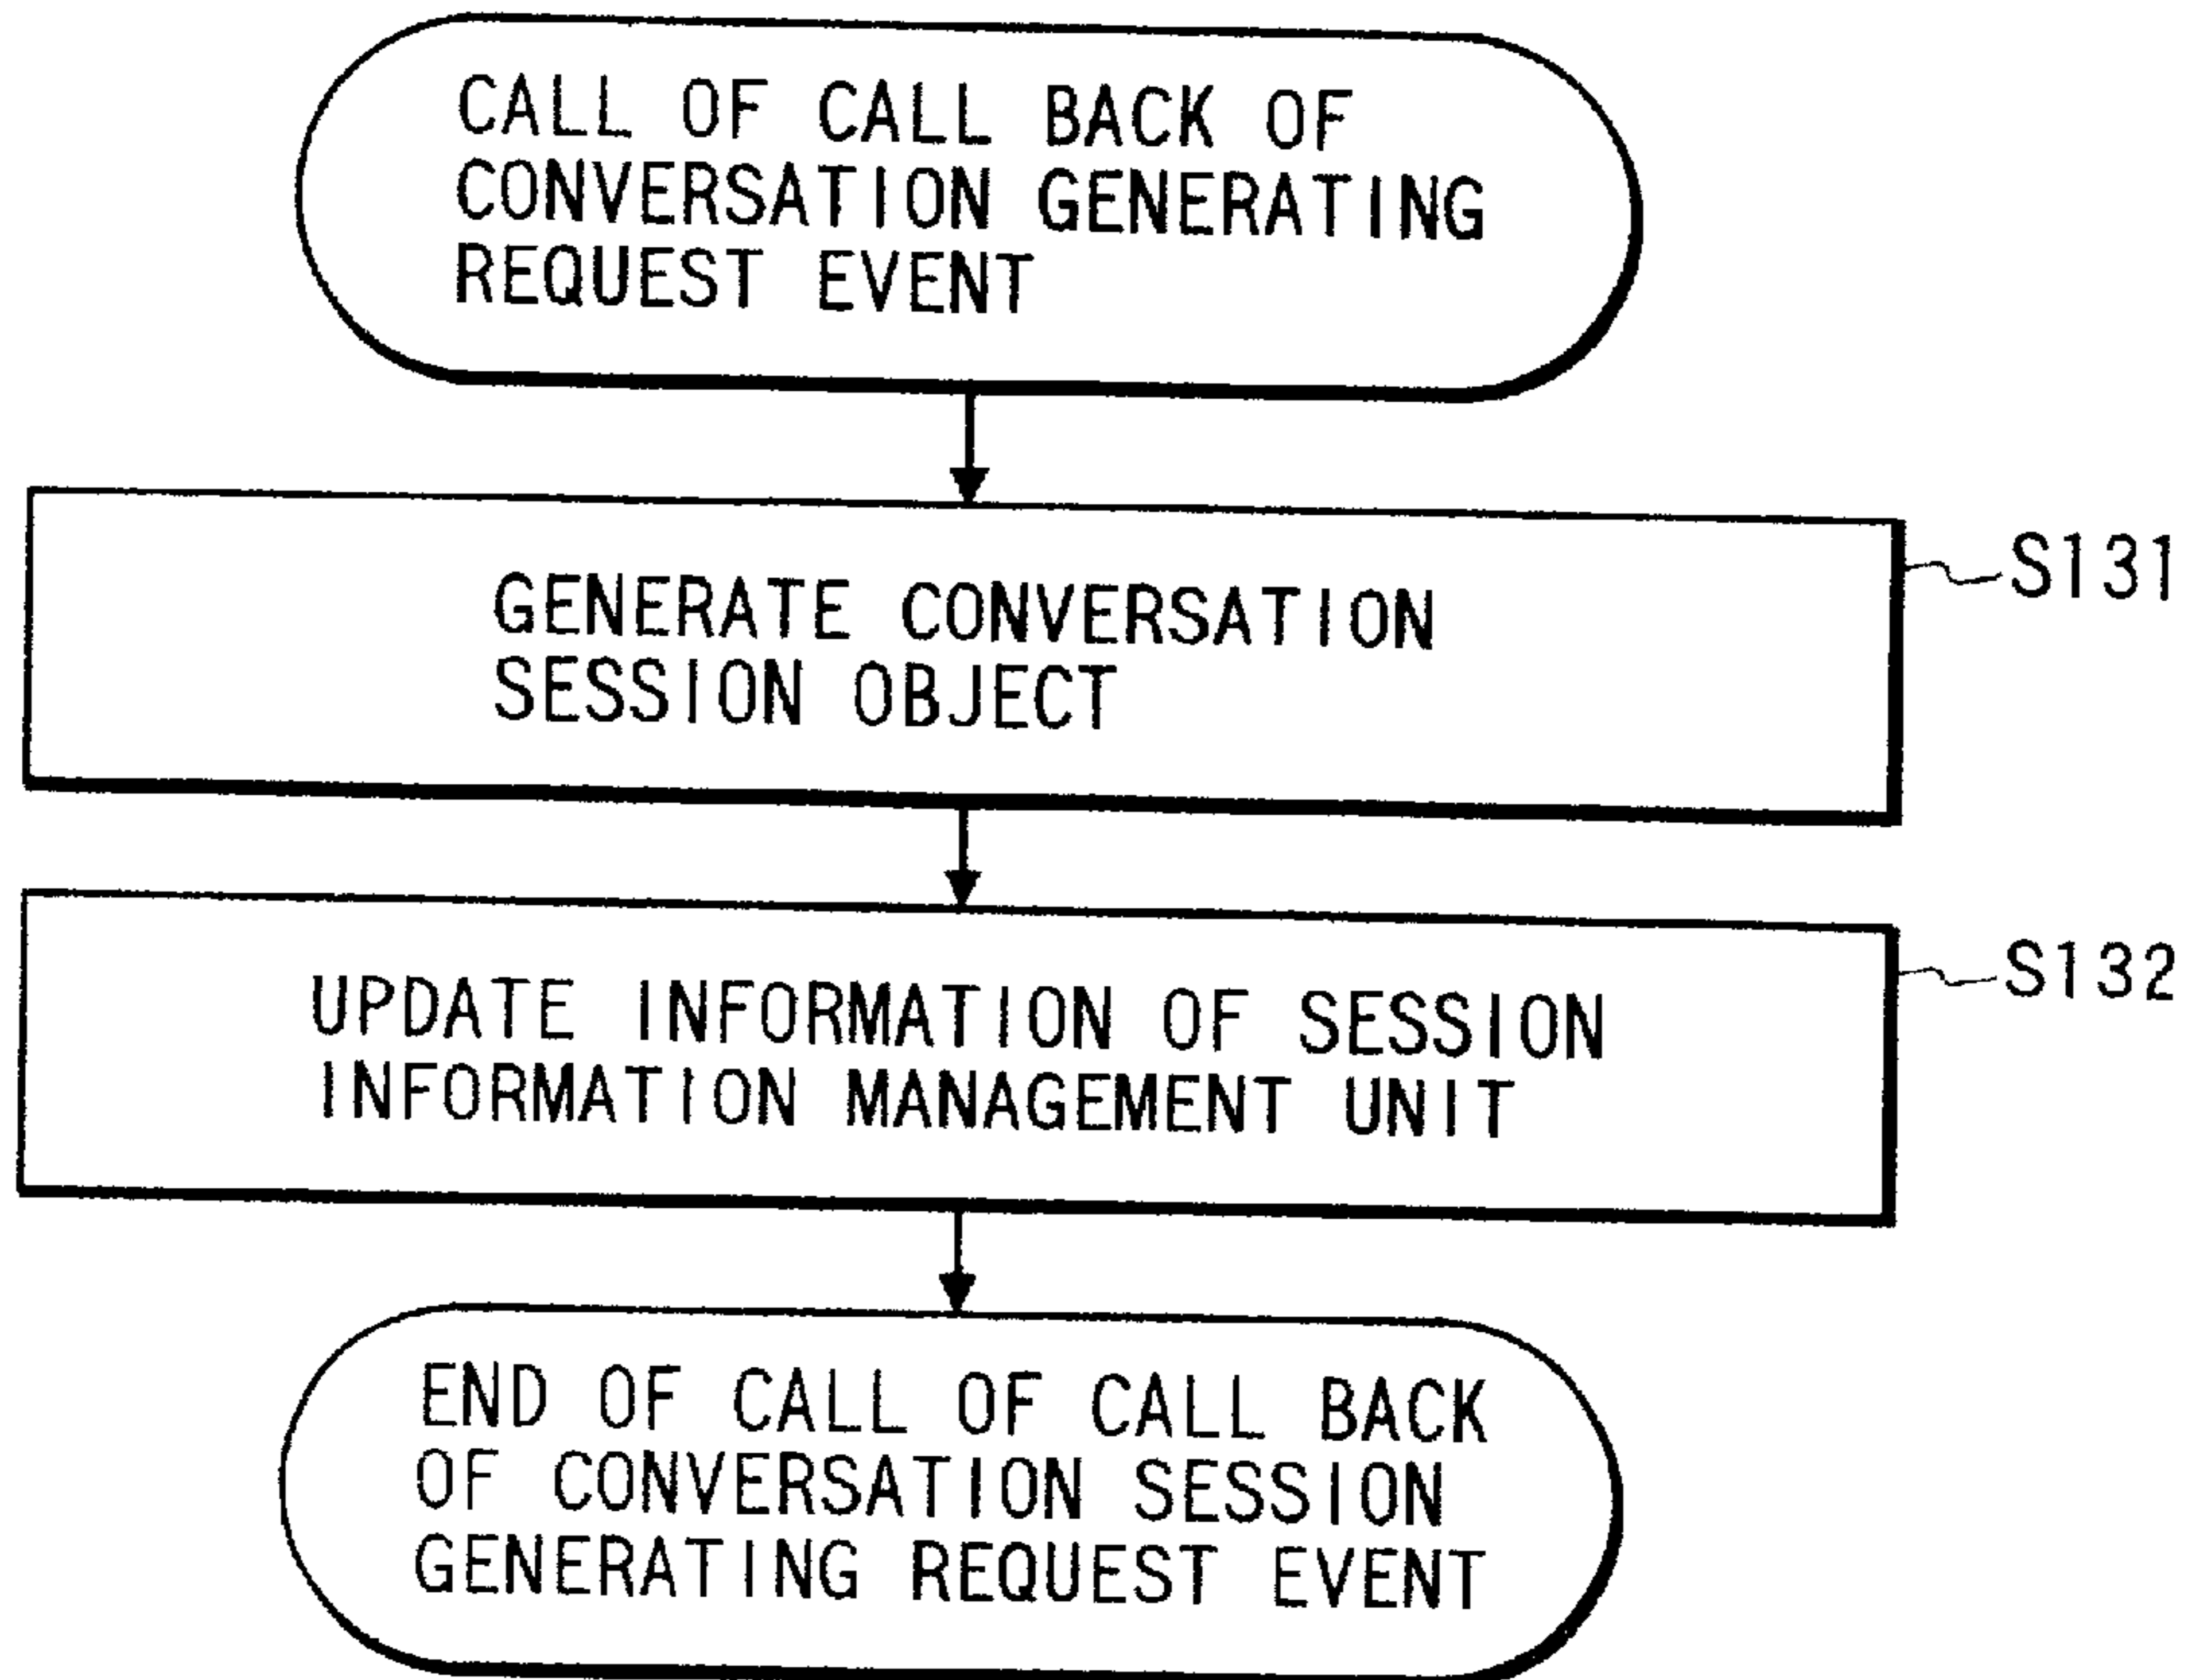 CALL OF CALL BACK OF
CONVERSATION GENERATING
REQUEST EVENT
GENERATE CONVERSATION
SESSION OBJECT
S131
UPDATE INFORMATION OF SESSION
INFORMATION MANAGEMENT UNIT
S132
END OF CALL OF CALL BACK
OF CONVERSATION SESSION
GENERATING REQUEST EVENT